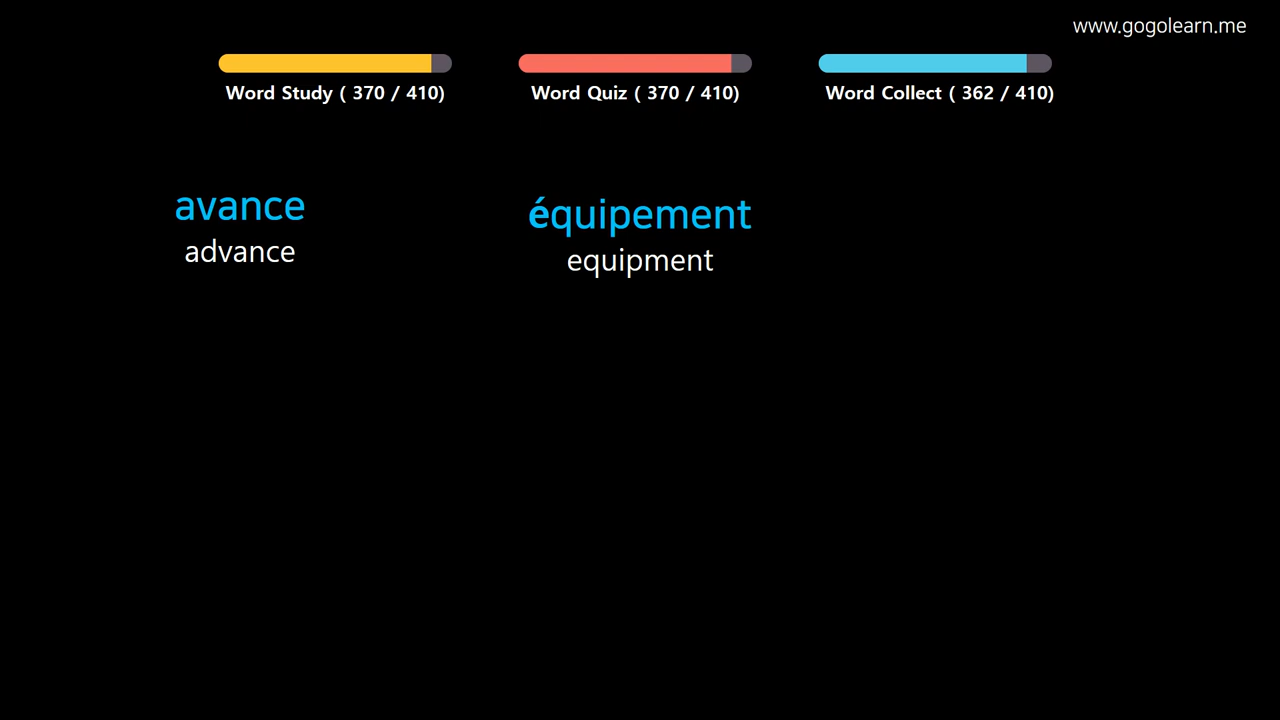 www.gogolearn.me
Word Study ( 370 / 410)
Word Quiz ( 370 / 410)
Word Collect ( 362 / 410)
avance
advance
équipement
equipment